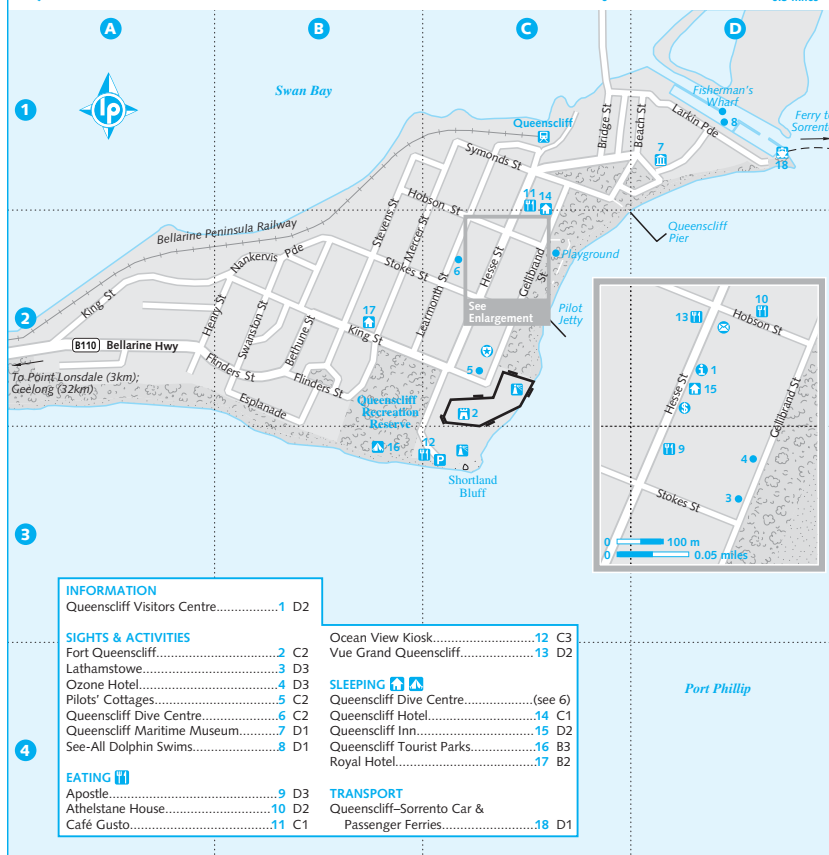 A
B
C
D
1
lp
Swan Bay
Fisherman's
Wharf
8
Ferry to
Sorrento
Queenscliff
Bridge St
Beach St
Larkin Pde
7
18
Symonds St
11
14
Hobson St
Stevens St
Mercer St
Bellarine Peninsula Railway
Nankervis Pde
Stokes St
6
Hesse St
Gellibrand
St
Playground
Queenscliff
Pier
2
King St
Henry St
Swanston St
Bethune St
17
Learmonth St
King St
See
Enlargement
Pilot
Jetty
B110 Bellarine Hwy
Flinders St
Flinders St
Esplanade
5
To Point Lonsdale (3km);
Geelong (32km)
Queenscliff
Recreation
Reserve
2
16
12
P
Shortland
Bluff
10
13
Hobson St
1
15
Hesse St
$
Gellibrand St
9
4
Stokes St
3
0 100 m
0 0.05 miles
3
INFORMATION
Queenscliff Visitors Centre................1 D2
SIGHTS & ACTIVITIES
Fort Queenscliff............................2 C2
Lathamstowe...............................3 D3
Ozone Hotel................................4 D3
Pilots' Cottages............................5 C2
Queenscliff Dive Centre................6 C2
Queenscliff Maritime Museum......7 D1
See-All Dolphin Swims..................8 D1
EATING
Apostle......................................9 D3
Athelstane House.......................10 D2
Café Gusto................................11 C1
Ocean View Kiosk......................12 C3
Vue Grand Queenscliff...............13 D2
SLEEPING
Queenscliff Dive Centre.............(see 6)
Queenscliff Hotel.......................14 C1
Queenscliff Inn..........................15 D2
Queenscliff Tourist Parks............16 B3
Royal Hotel...............................17 B2
TRANSPORT
Queenscliff–Sorrento Car &
Passenger Ferries.....................18 D1
Port Phillip
4